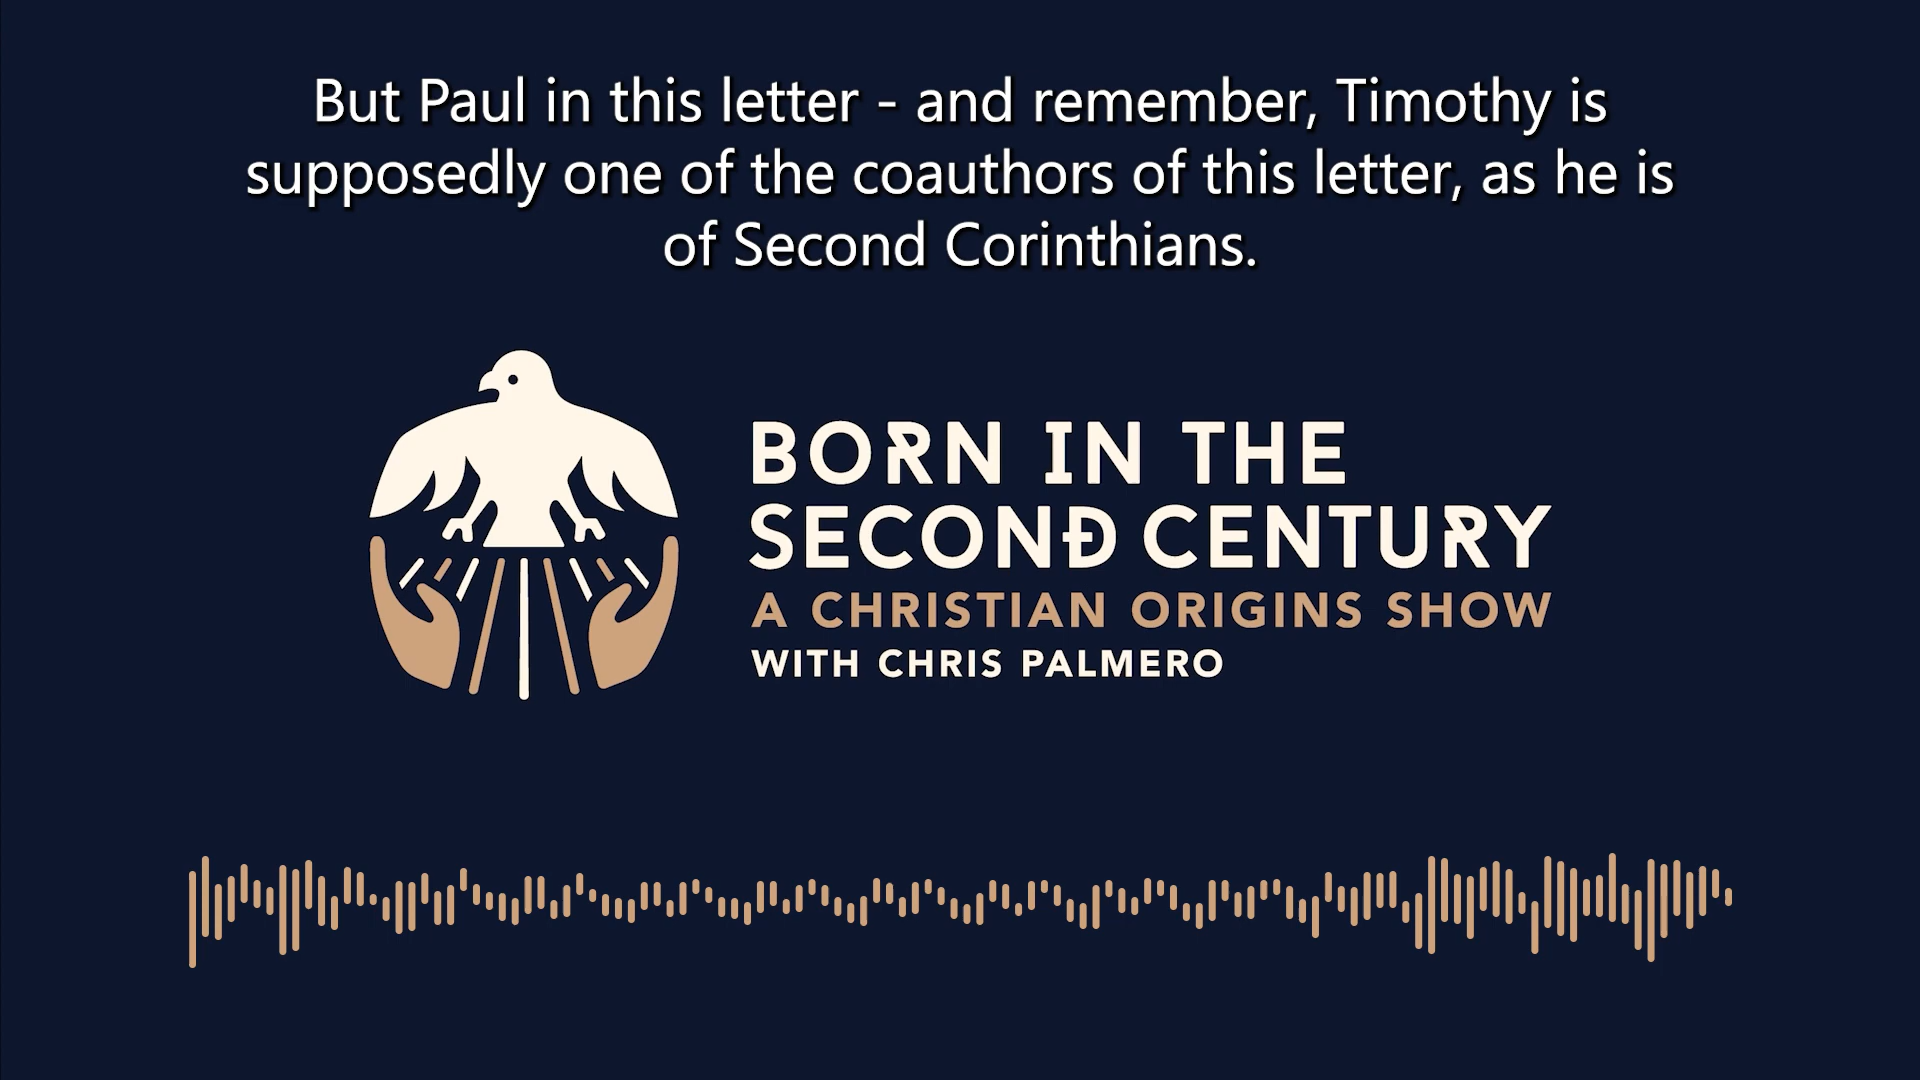 But Paul in this letter - and remember, Timothy is
supposedly one of the coauthors of this letter, as he is
of Second Corinthians.
BORN IN THE
SECOND CENTURY
A CHRISTIAN ORIGINS SHOW
WITH CHRIS PALMERO